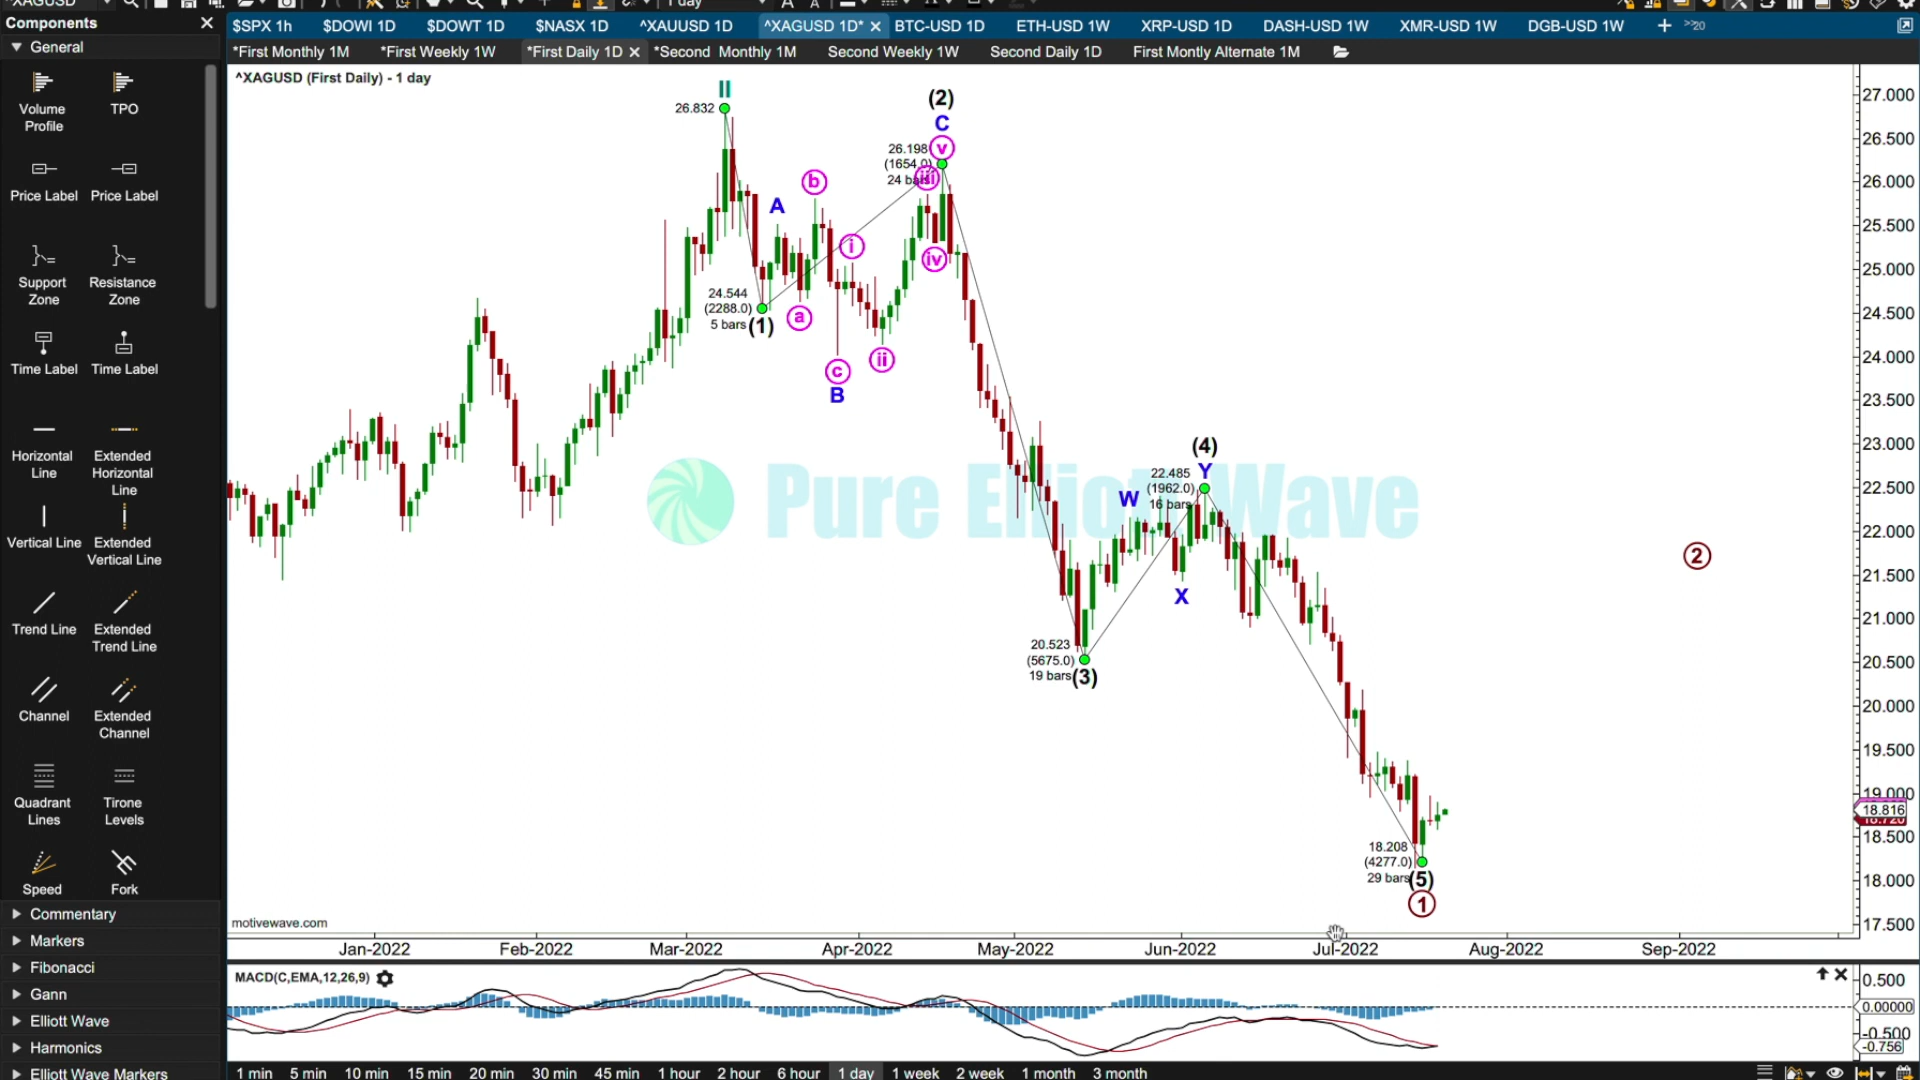 ^XAGUSD
1 day
Components
General
Volume Profile
TPO
Price Label
Price Label
Support Zone
Resistance Zone
Time Label
Time Label
Horizontal Line
Extended Horizontal Line
Vertical Line
Extended Vertical Line
Trend Line
Extended Trend Line
Channel
Extended Channel
Quadrant Lines
Tirone Levels
Speed
Fork
Commentary
Markers
Fibonacci
Gann
Elliott Wave
Harmonics
Elliott Wave Markers
$SPX 1h
$DOWI 1D
$DOWT 1D
$NASX 1D
^XAUUSD 1D
^XAGUSD 1D*
BTC-USD 1D
ETH-USD 1W
XRP-USD 1D
DASH-USD 1W
XMR-USD 1W
DGB-USD 1W
>>20
*First Monthly 1M
*First Weekly 1W
*First Daily 1D
*Second Monthly 1M
Second Weekly 1W
Second Daily 1D
First Montly Alternate 1M
^XAGUSD (First Daily) - 1 day
II
26.832
24.544
(2288.0)
5 bars
(1)
A
a
b
c
B
i
ii
iii
iv
v
C
(2)
26.198
(1654.0)
24 bars
20.523
(5675.0)
19 bars
(3)
W
X
Y
(4)
22.485
(1962.0)
16 bars
18.208
(4277.0)
29 bars
(5)
1
2
Pure Elliott Wave
motivewave.com
27.000
26.500
26.000
25.500
25.000
24.500
24.000
23.500
23.000
22.500
22.000
21.500
21.000
20.500
20.000
19.500
19.000
18.816
18.720
18.500
18.000
17.500
Jan-2022
Feb-2022
Mar-2022
Apr-2022
May-2022
Jun-2022
Jul-2022
Aug-2022
Sep-2022
MACD(C,EMA,12,26,9)
0.500
0.00000
-0.500
-0.756
1 min
5 min
10 min
15 min
20 min
30 min
45 min
1 hour
2 hour
6 hour
1 day
1 week
2 week
1 month
3 month